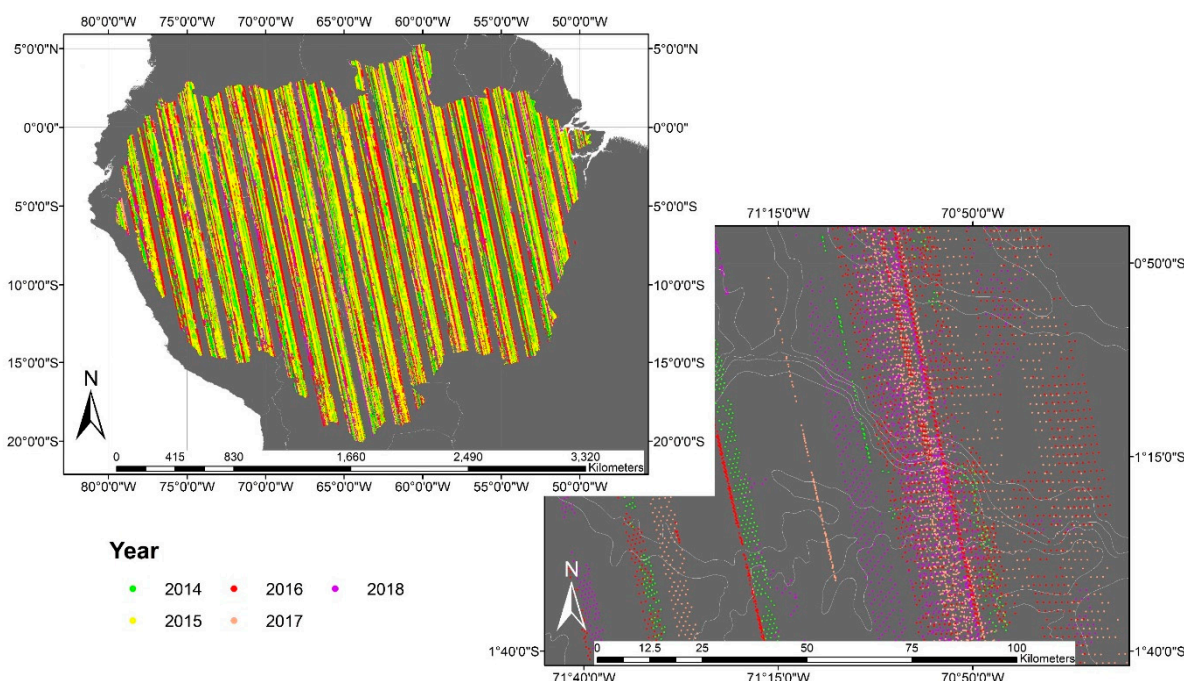 80°0'0"W 75°0'0"W 70°0'0"W 65°0'0"W 60°0'0"W 55°0'0"W 50°0'0"W
5°0'0"N 5°0'0"N
0°0'0" 0°0'0"
5°0'0"S 5°0'0"S
10°0'0"S 10°0'0"S
15°0'0"S 15°0'0"S
20°0'0"S 20°0'0"S
N
0 415 830 1,660 2,490 3,320
Kilometers
80°0'0"W 75°0'0"W 70°0'0"W 65°0'0"W 60°0'0"W 55°0'0"W 50°0'0"W
71°15'0"W 70°50'0"W
0°50'0"S
1°15'0"S
1°40'0"S 1°40'0"S
N
0 12.5 25 50 75 100
Kilometers
71°40'0"W 71°15'0"W 70°50'0"W
Year
2014 2016 2018
2015 2017